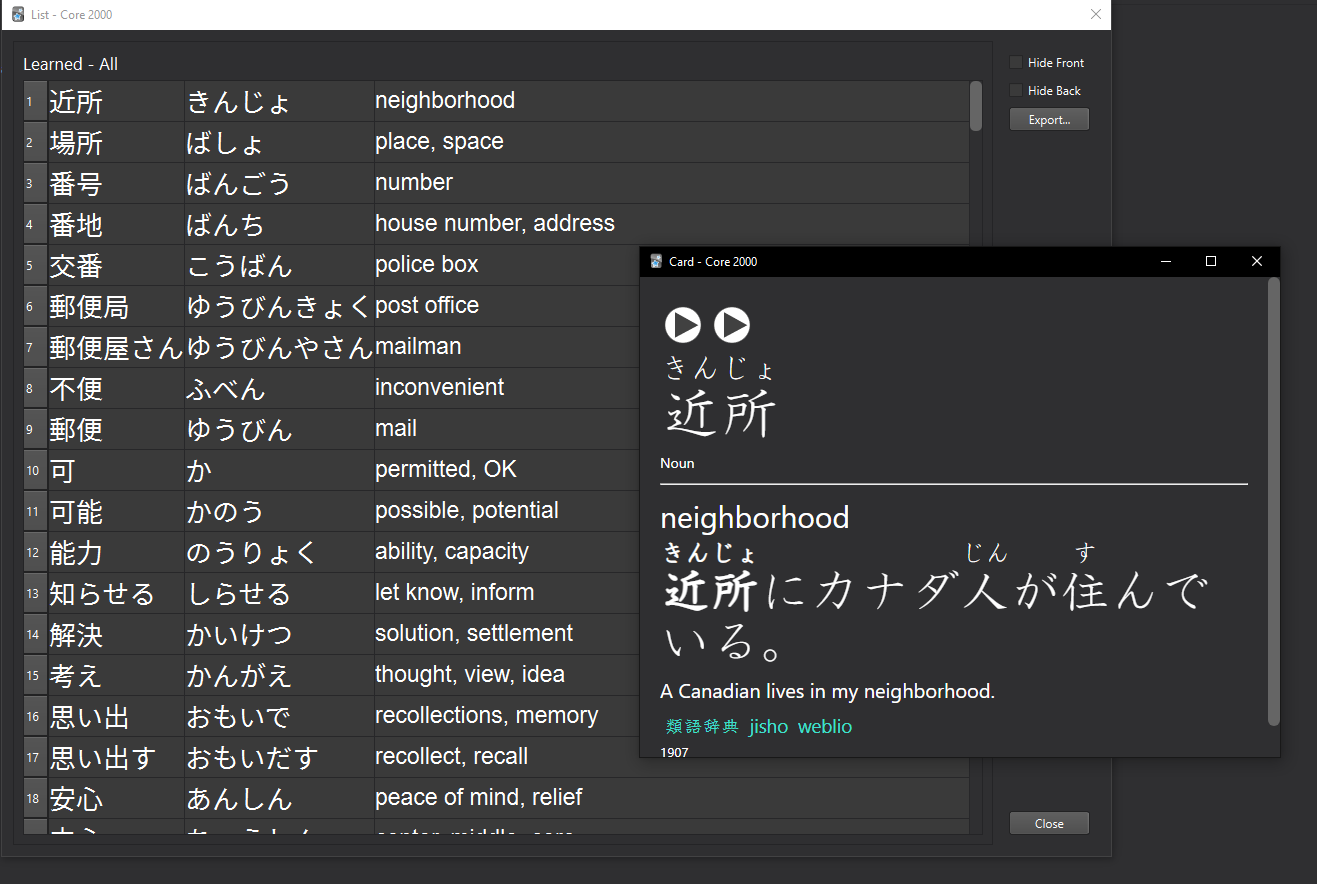 List - Core 2000
Learned - All
Hide Front
Hide Back
Export...
1 近所 きんじょ neighborhood
2 場所 ばしょ place, space
3 番号 ばんごう number
4 番地 ばんち house number, address
5 交番 こうばん police box
6 郵便局 ゆうびんきょく post office
7 郵便屋さん ゆうびんやさん mailman
8 不便 ふべん inconvenient
9 郵便 ゆうびん mail
10 可 か permitted, OK
11 可能 かのう possible, potential
12 能力 のうりょく ability, capacity
13 知らせる しらせる let know, inform
14 解決 かいけつ solution, settlement
15 考え かんがえ thought, view, idea
16 思い出 おもいで recollections, memory
17 思い出す おもいだす recollect, recall
18 安心 あんしん peace of mind, relief
Close
Card - Core 2000
きんじょ
近所
Noun
neighborhood
きんじょ じん す
近所にカナダ人が住んで
いる。
A Canadian lives in my neighborhood.
類語辞典 jisho weblio
1907